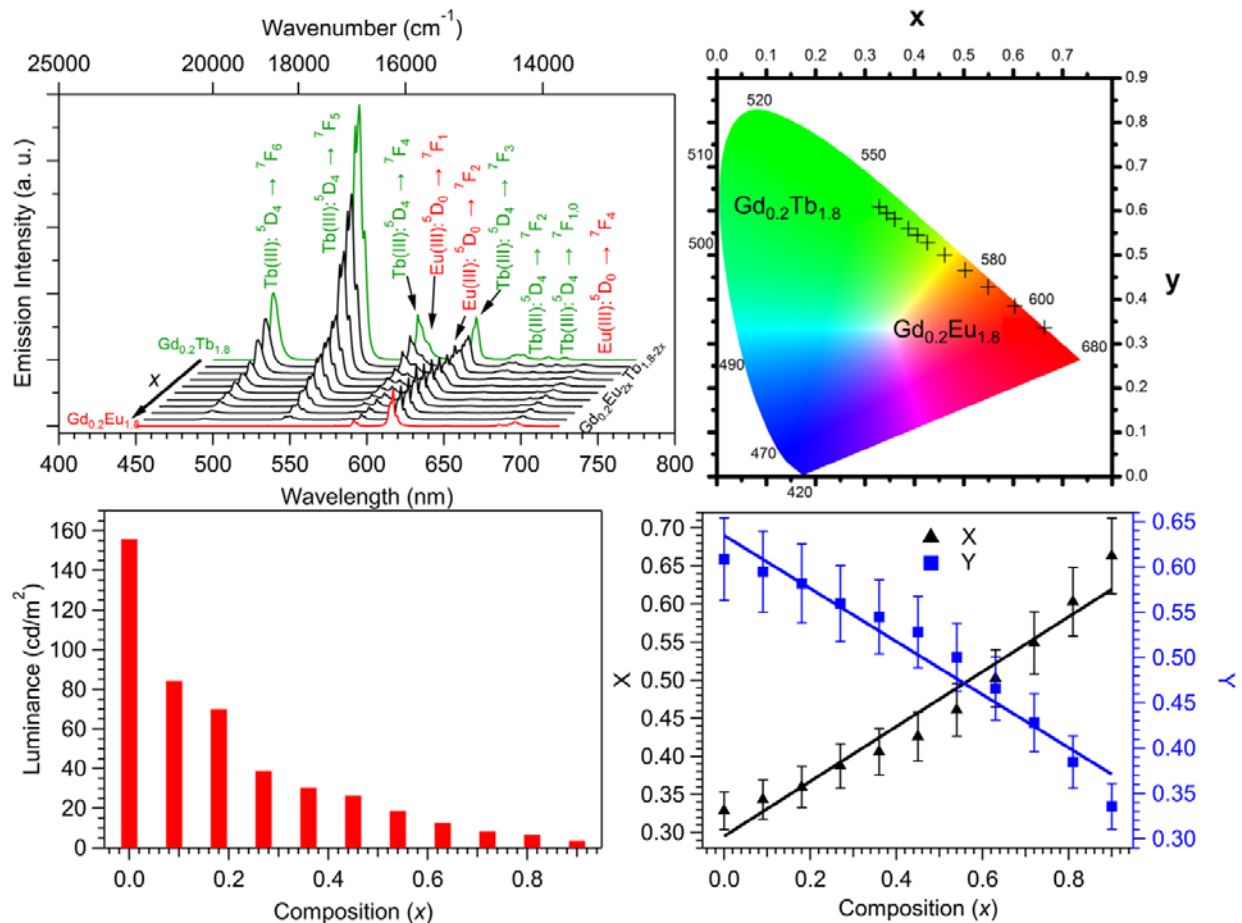 Wavenumber (cm⁻¹)
25000 20000 18000 16000 14000
Emission Intensity (a. u.)
Tb(III): ⁵D₄ → ⁷F₆
Tb(III): ⁵D₄ → ⁷F₅
Tb(III): ⁵D₄ → ⁷F₄
Eu(III): ⁵D₀ → ⁷F₁
Eu(III): ⁵D₀ → ⁷F₂
Tb(III): ⁵D₄ → ⁷F₃
Tb(III): ⁵D₄ → ⁷F₂
Tb(III): ⁵D₄ → ⁷F₁,₀
Eu(III): ⁵D₀ → ⁷F₄
Gd₀.₂Tb₁.₈
x
Gd₀.₂Eu₁.₈
Gd₀.₂Eu₂ₓTb₁.₈₋₂ₓ
400 450 500 550 600 650 700 750 800
Wavelength (nm)
x
0.0 0.1 0.2 0.3 0.4 0.5 0.6 0.7
0.9
0.8
0.7
0.6
0.5
0.4
0.3
0.2
0.1
0.0
y
520
510
550
500
580
600
490
680
470
420
Gd₀.₂Tb₁.₈
Gd₀.₂Eu₁.₈
Luminance (cd/m²)
160
140
120
100
80
60
40
20
0
0.0 0.2 0.4 0.6 0.8
Composition (x)
X
0.70
0.65
0.60
0.55
0.50
0.45
0.40
0.35
0.30
X
Y
0.65
0.60
0.55
0.50
0.45
0.40
0.35
0.30
Y
0.0 0.2 0.4 0.6 0.8
Composition (x)